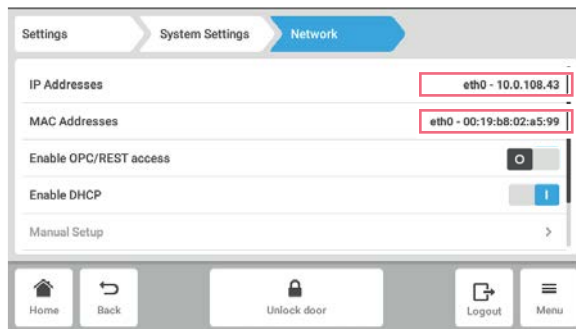 Settings System Settings Network
IP Addresses eth0 - 10.0.108.43
MAC Addresses eth0 - 00:19:b8:02:a5:99
Enable OPC/REST access O
Enable DHCP I
Manual Setup >
Home Back Unlock door Logout Menu